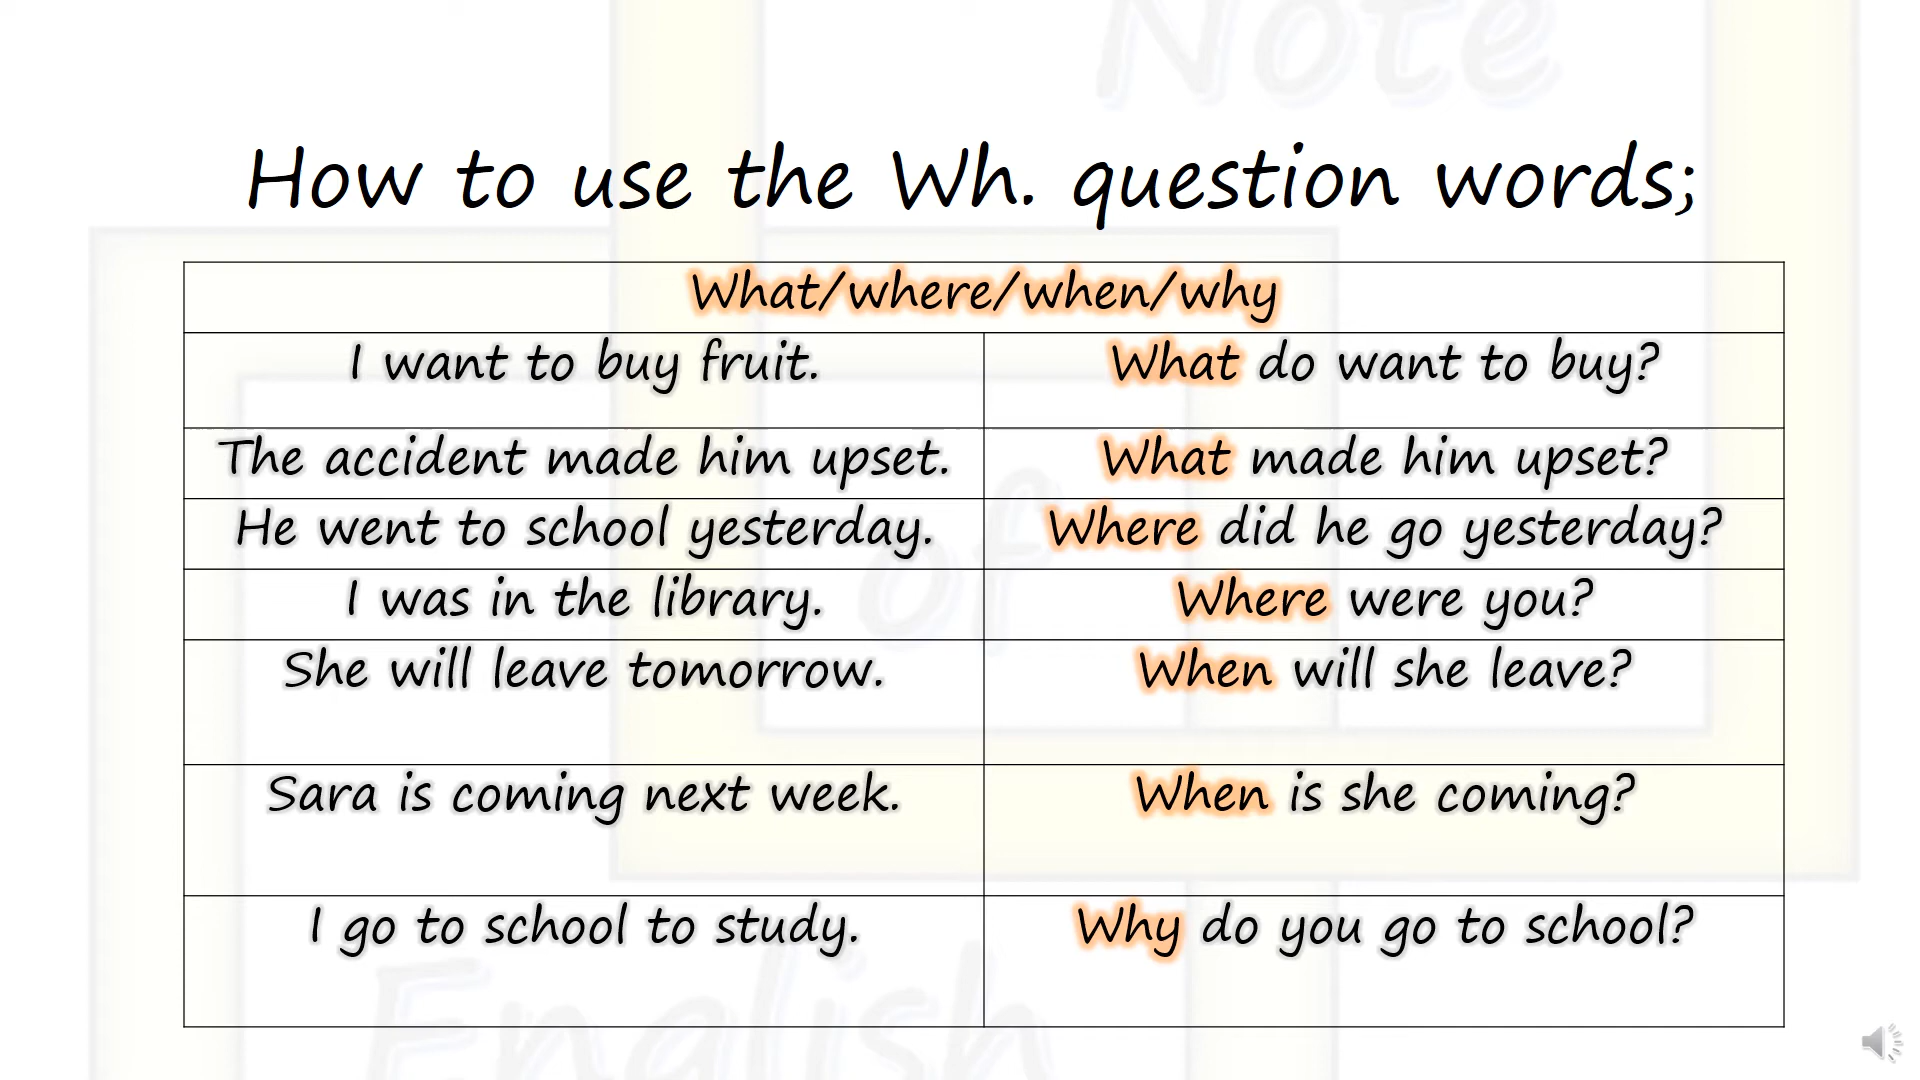 Note
How to use the Wh. question words;
What/where/when/why
I want to buy fruit.
What do want to buy?
The accident made him upset.
What made him upset?
He went to school yesterday.
Where did he go yesterday?
of
I was in the library.
Where were you?
She will leave tomorrow.
When will she leave?
Sara is coming next week.
When is she coming?
I go to school to study.
Why do you go to school?
English